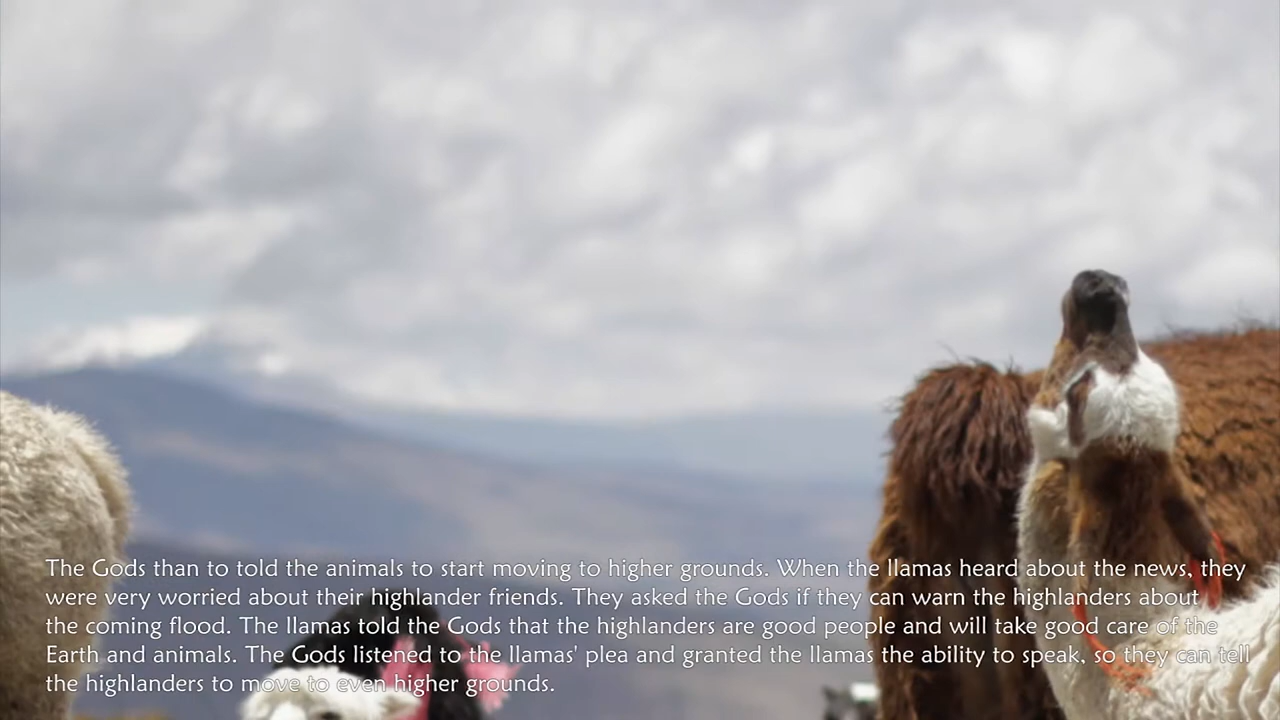 The Gods than to told the animals to start moving to higher grounds. When the llamas heard about the news, they
were very worried about their highlander friends. They asked the Gods if they can warn the highlanders about
the coming flood. The llamas told the Gods that the highlanders are good people and will take good care of the
Earth and animals. The Gods listened to the llamas' plea and granted the llamas the ability to speak, so they can tell
the highlanders to move to even higher grounds.